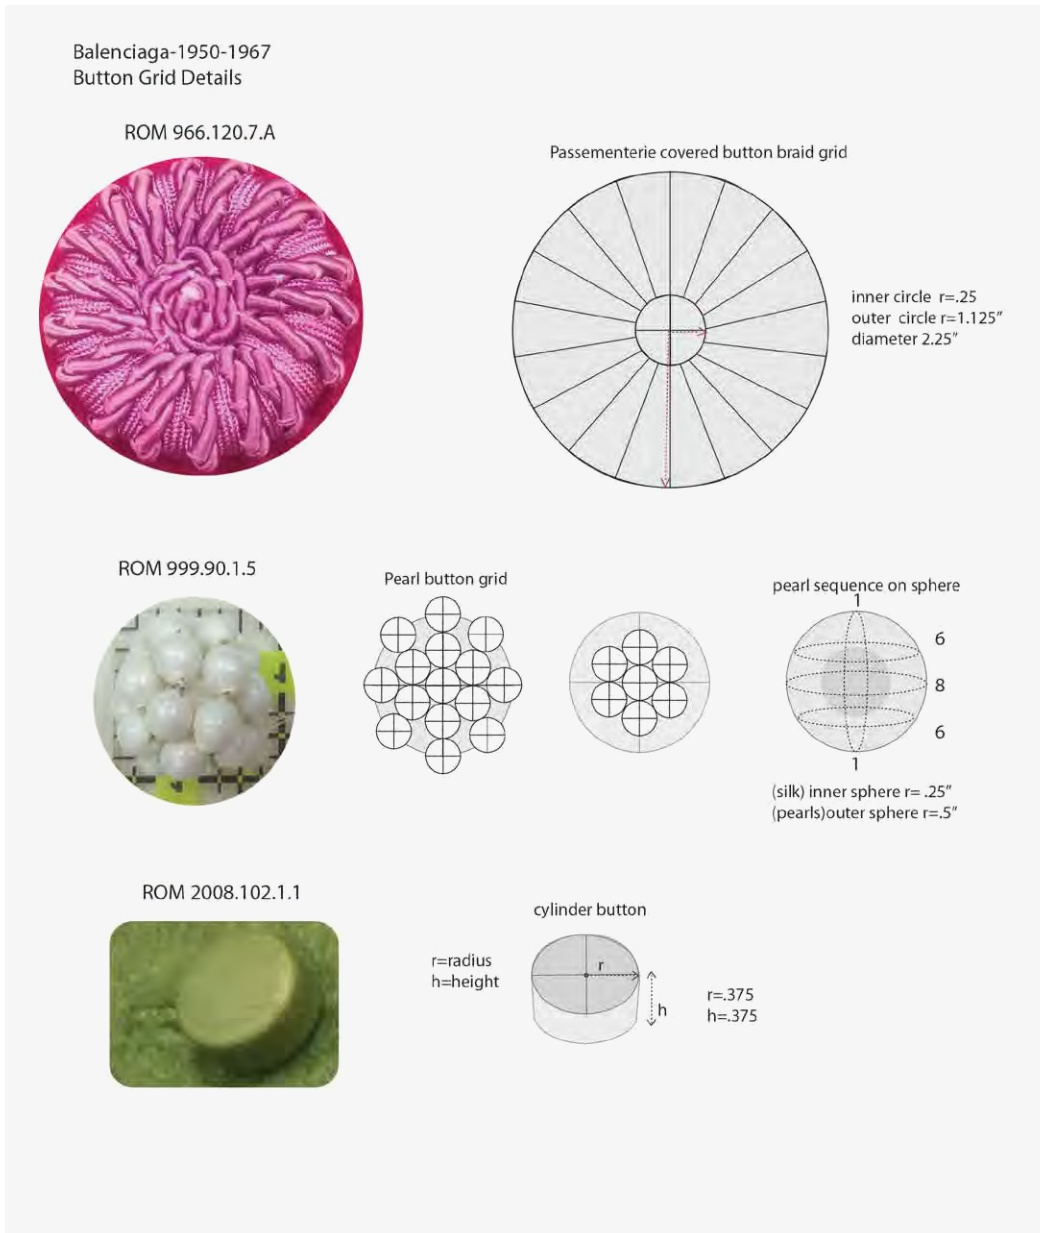 Balenciaga-1950-1967
Button Grid Details
ROM 966.120.7.A
Passementerie covered button braid grid
inner circle r=.25
outer circle r=1.125”
diameter 2.25”
ROM 999.90.1.5
Pearl button grid
pearl sequence on sphere
1
6
8
6
1
(silk) inner sphere r= .25”
(pearls)outer sphere r=.5”
ROM 2008.102.1.1
cylinder button
r=radius
h=height
r
h
r=.375
h=.375